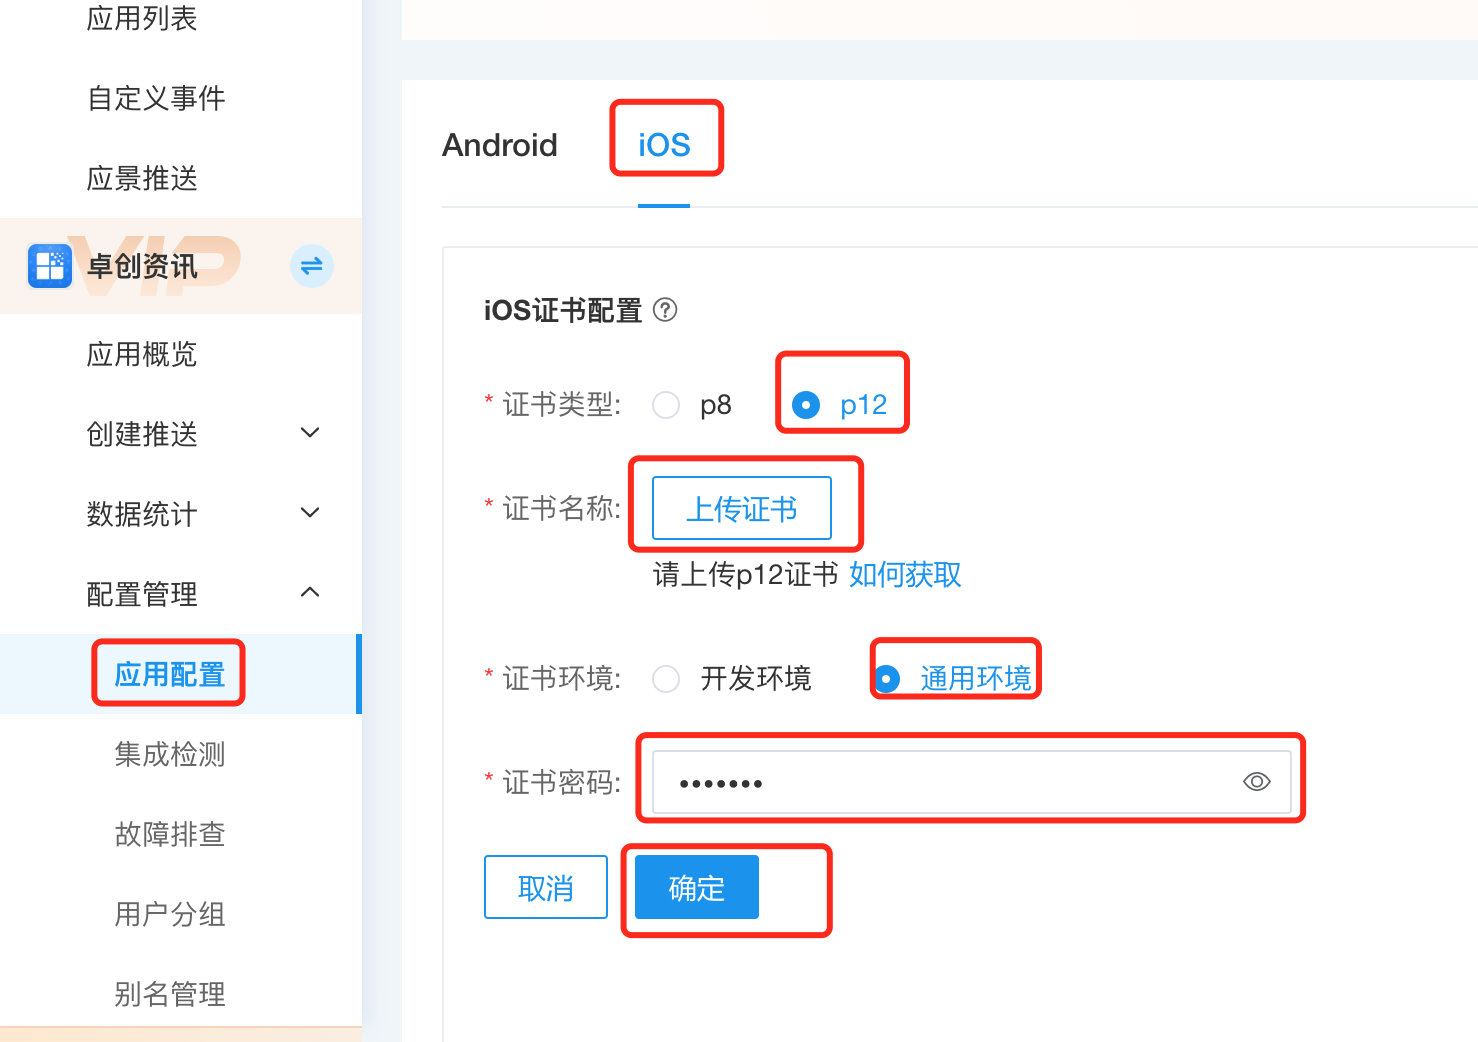 应用列表
自定义事件
应景推送
VIP
卓创资讯
应用概览
创建推送
数据统计
配置管理
应用配置
集成检测
故障排查
用户分组
别名管理
Android iOS
iOS证书配置 ?
* 证书类型: p8 p12
* 证书名称: 上传证书
请上传p12证书 如何获取
* 证书环境: 开发环境 通用环境
* 证书密码: •••••••
取消 确定